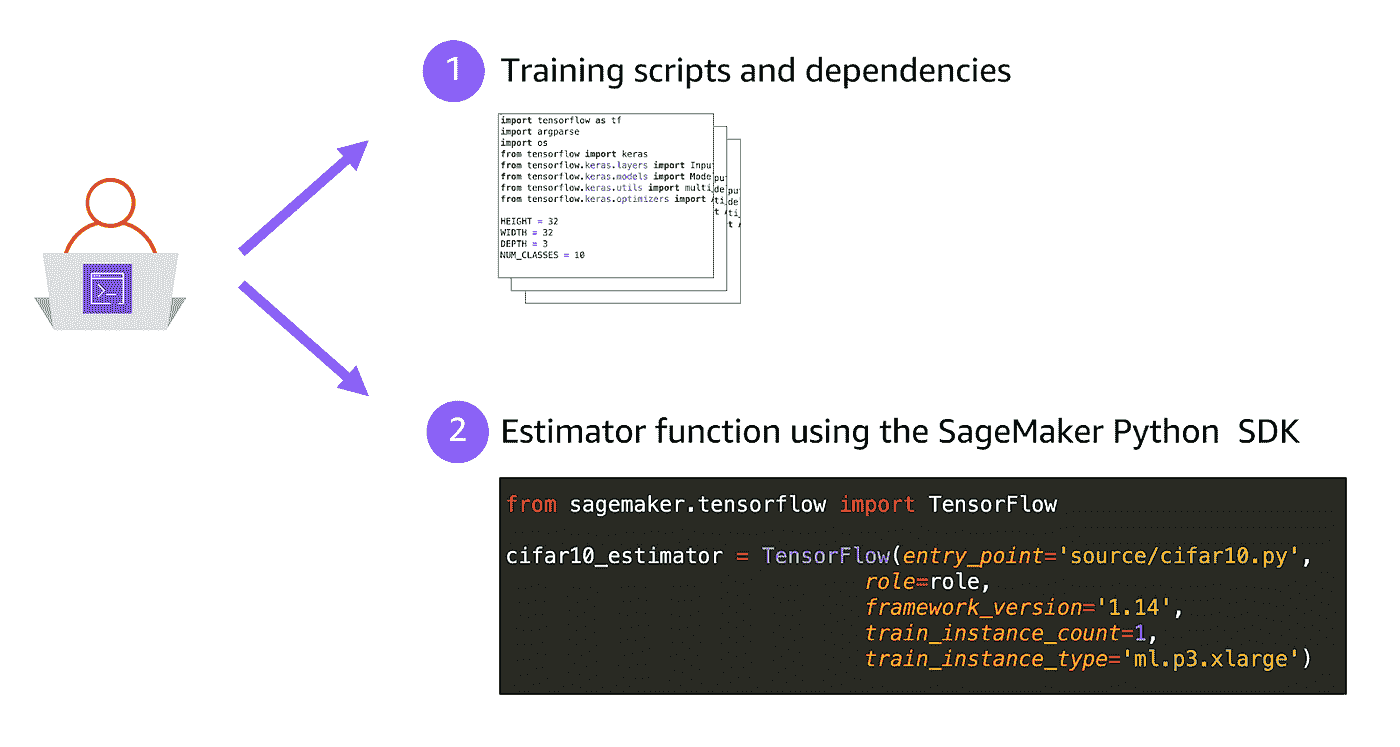 1 Training scripts and dependencies
import tensorflow as tf
import argparse
import os
from tensorflow import keras
from tensorflow.keras.layers import Inpu
from tensorflow.keras.models import Mode
from tensorflow.keras.utils import multi_
from tensorflow.keras.optimizers import
HEIGHT = 32
WIDTH = 32
DEPTH = 3
NUM_CLASSES = 10
2 Estimator function using the SageMaker Python SDK
from sagemaker.tensorflow import TensorFlow
cifar10_estimator = TensorFlow(entry_point='source/cifar10.py',
role=role,
framework_version='1.14',
train_instance_count=1,
train_instance_type='ml.p3.xlarge')